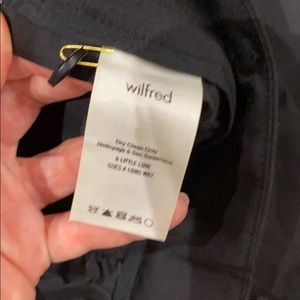 wilfred
Dry Clean Only
Nettoyage à Sec Seulement
A LITTLE LOVE
GOES A LONG WAY